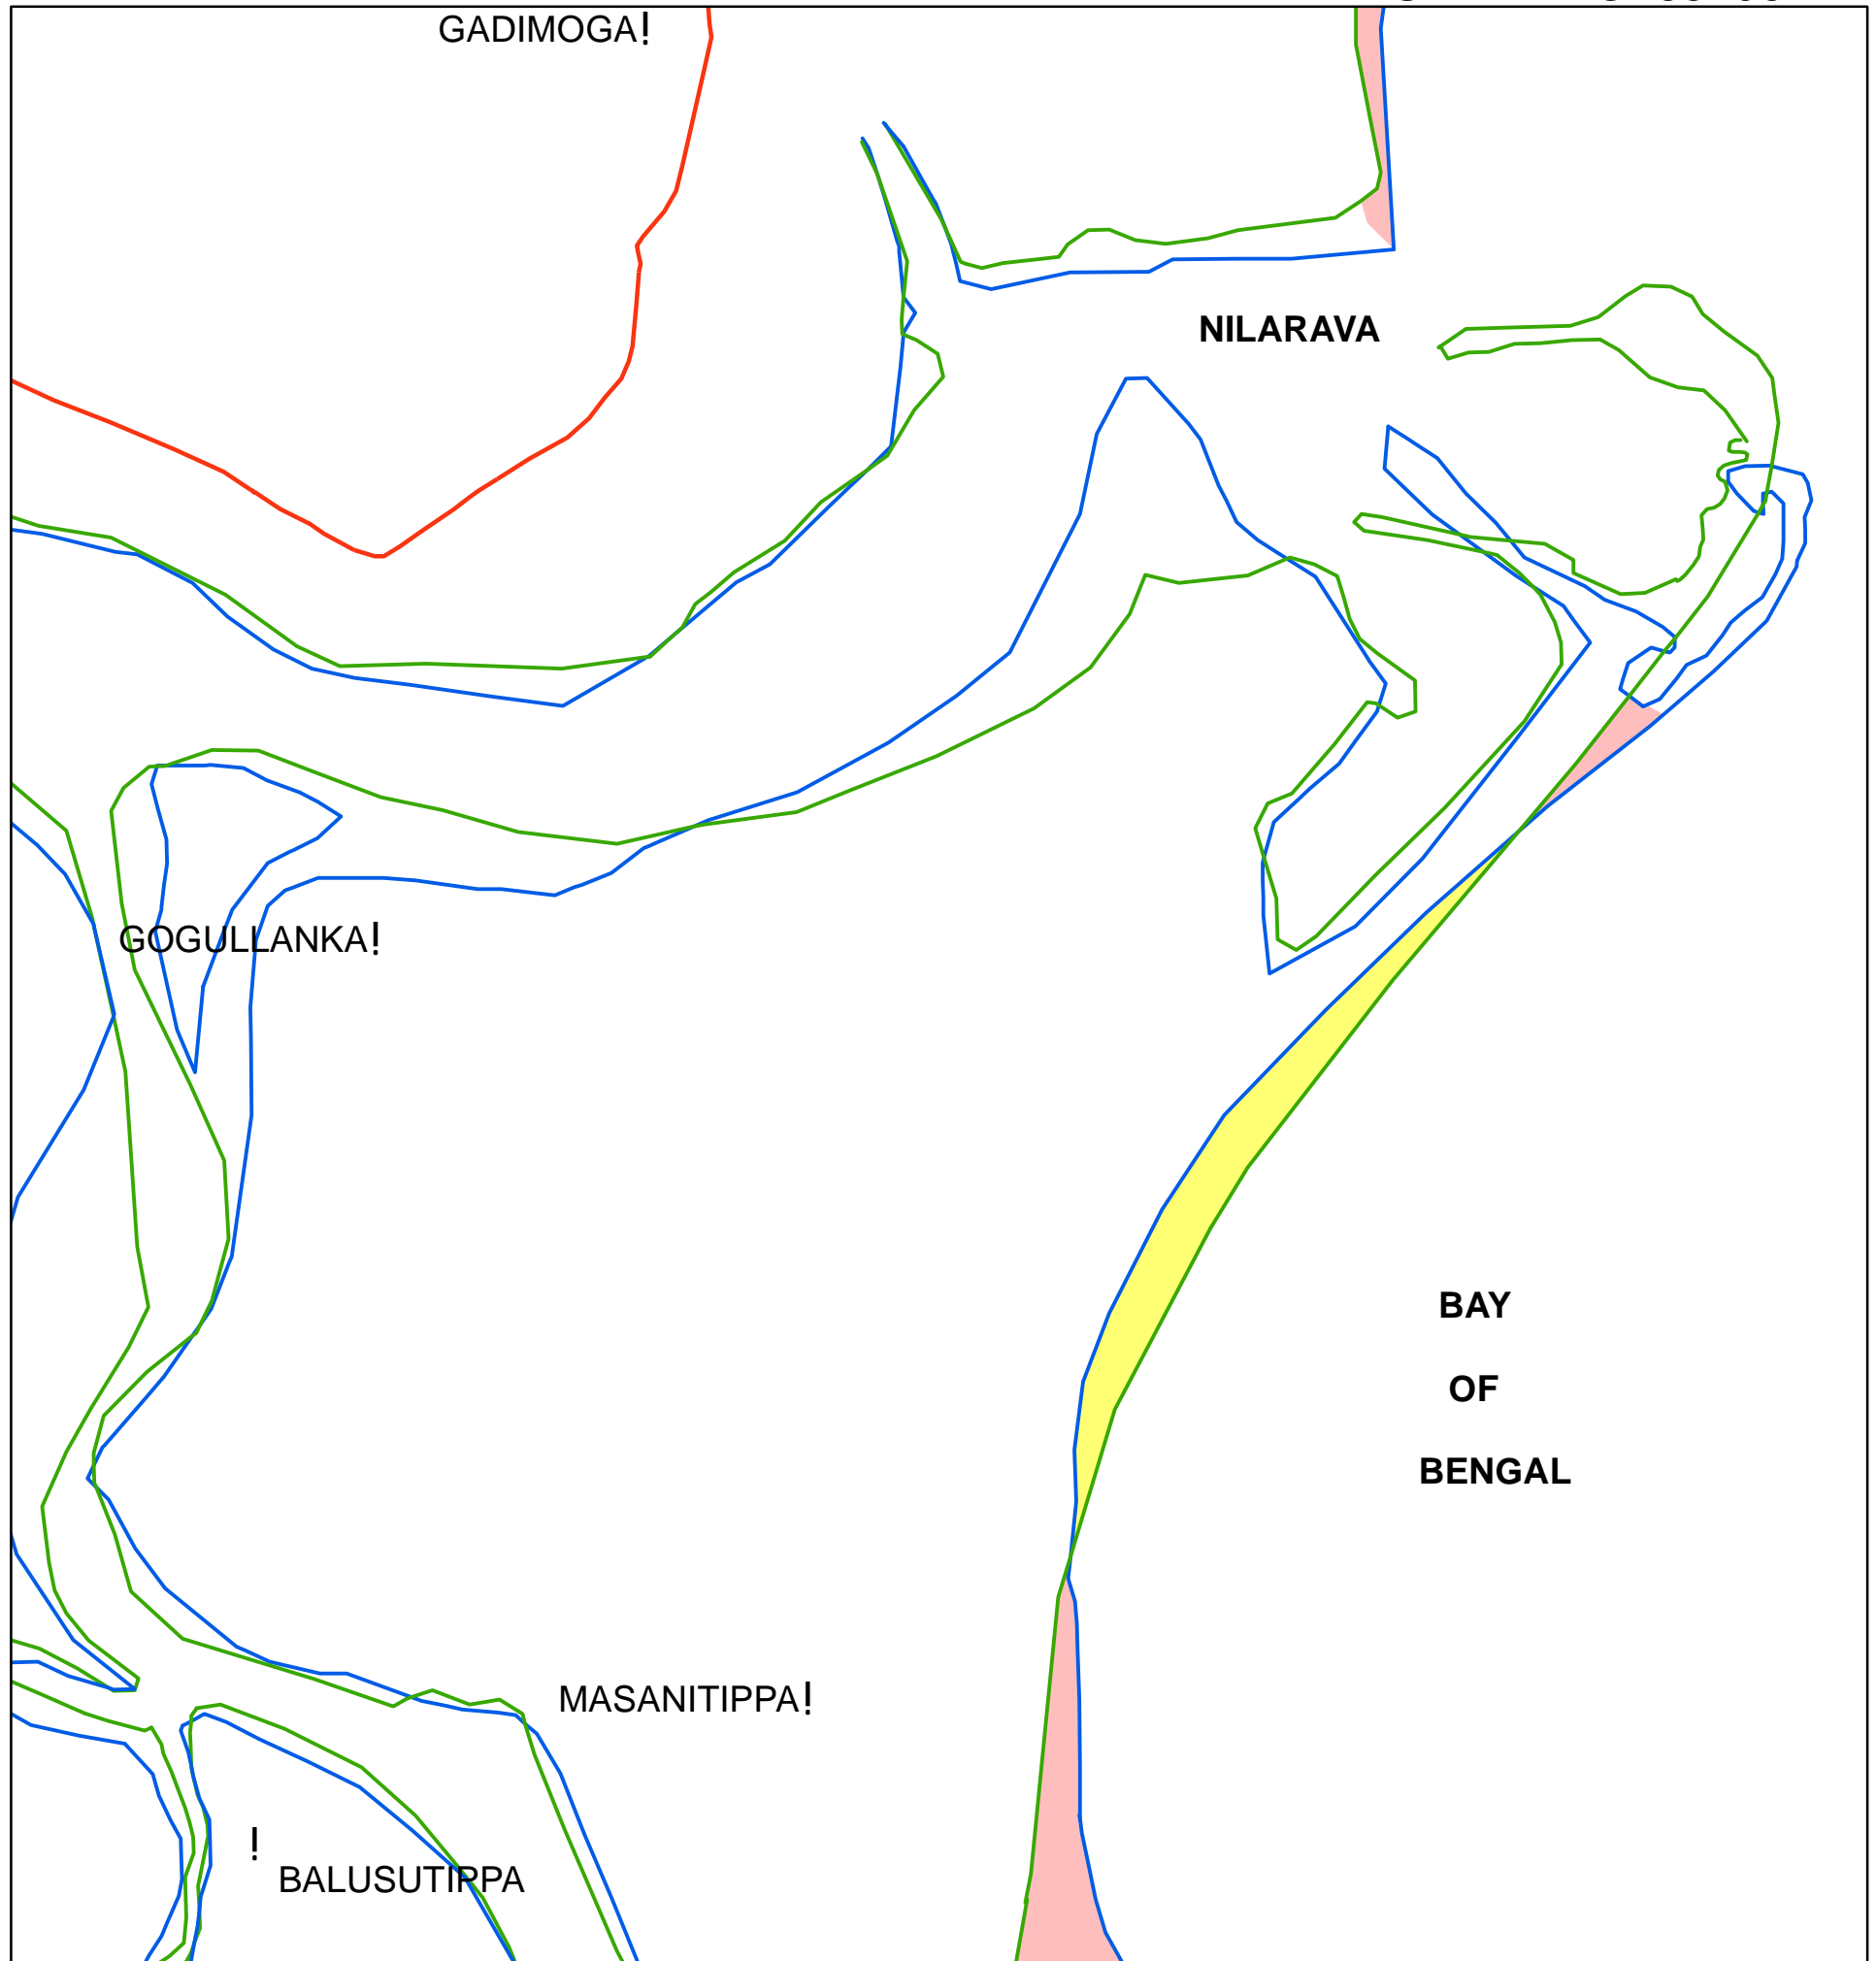 GADIMOGA!
NILARAVA
GOGULLANKA!
BAY
OF
BENGAL
MASANITIPPA!
!
BALUSUTIPPA